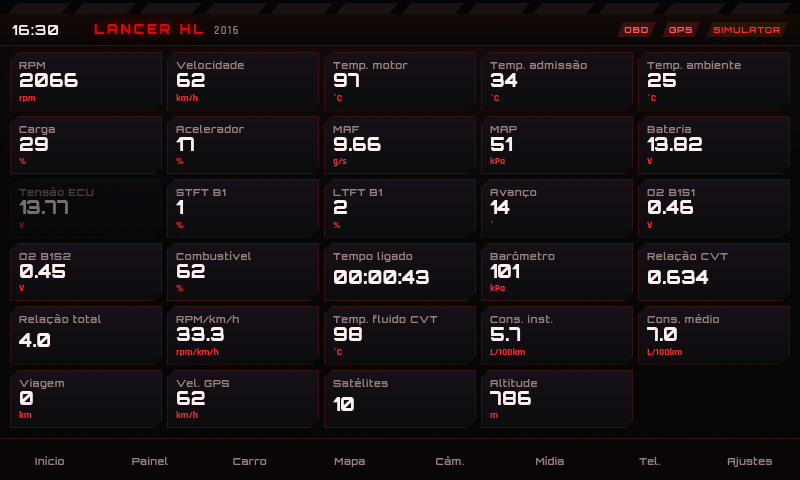 16:30 LANCER HL 2016 OBD GPS SIMULATOR
RPM Velocidade Temp. motor Temp. admissão Temp. ambiente
2066 62 97 34 25
rpm km/h °C °C °C
Carga Acelerador MAF MAP Bateria
29 17 9.66 51 13.82
% % g/s kPa V
Tensão ECU STFT B1 LTFT B1 Avanço O2 B1S1
13.77 1 2 14 0.46
V % % ° V
O2 B1S2 Combustível Tempo ligado Barômetro Relação CVT
0.45 62 00:00:43 101 0.634
V % kPa
Relação total RPM/km/h Temp. fluido CVT Cons. inst. Cons. médio
4.0 33.3 98 5.7 7.0
rpm/km/h °C L/100km L/100km
Viagem Vel. GPS Satélites Altitude
0 62 10 786
km km/h m
Início Painel Carro Mapa Câm. Mídia Tel. Ajustes